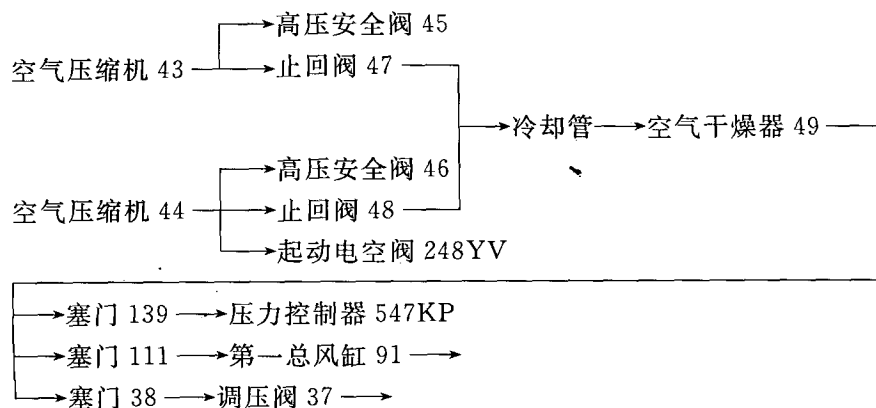 高压安全阀 45
空气压缩机 43
止回阀 47
冷却管
空气干燥器 49
高压安全阀 46
空气压缩机 44
止回阀 48
起动电空阀 248YV
塞门 139
压力控制器 547KP
塞门 111
第一总风缸 91
塞门 38
调压阀 37